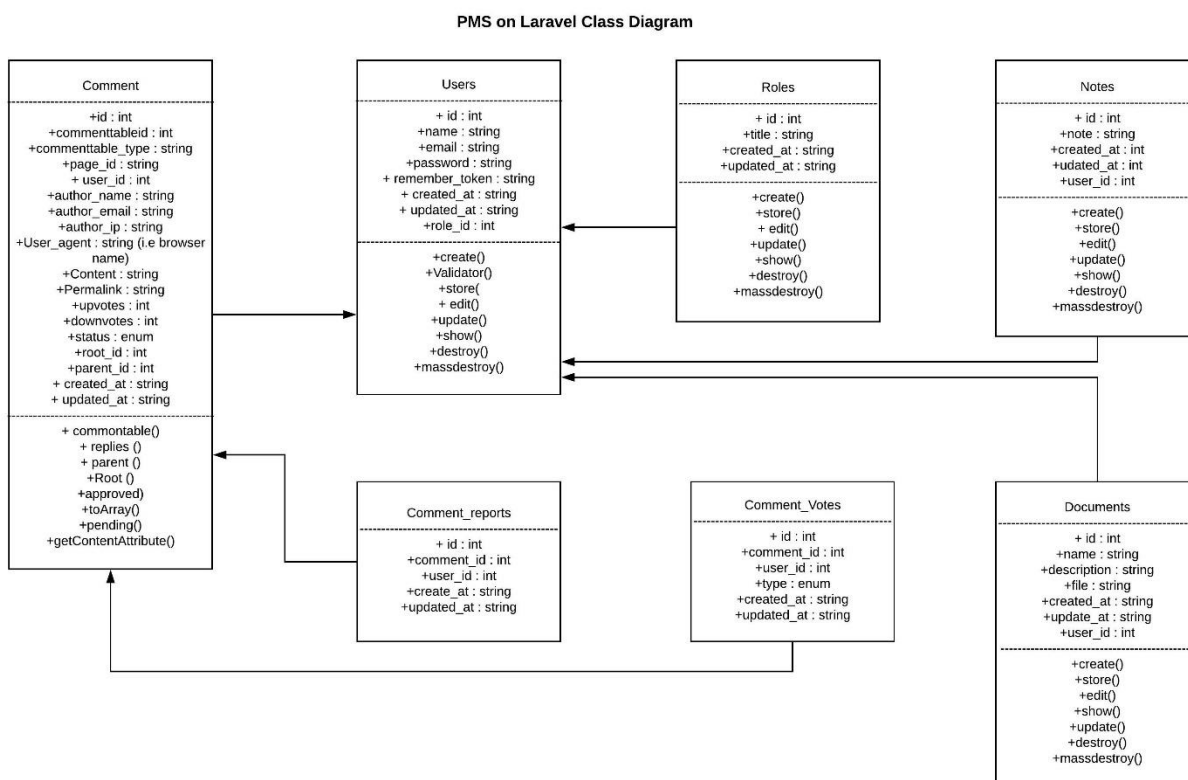 PMS on Laravel Class Diagram
Comment
+id : int
+commenttableid : int
+commenttable_type : string
+page_id : string
+ user_id : int
+author_name : string
+author_email : string
+author_ip : string
+User_agent : string (i.e browser
name)
+Content : string
+Permalink : string
+upvotes : int
+downvotes : int
+status : enum
+root_id : int
+parent_id : int
+ created_at : string
+ updated_at : string
+ commontable()
+ replies ()
+ parent ()
+Root ()
+approved)
+toArray()
+pending()
+getContentAttribute()
Users
+ id : int
+name : string
+email : string
+password : string
+ remember_token : string
+ created_at : string
+ updated_at : string
+role_id : int
+create()
+Validator()
+store(
+ edit()
+update()
+show()
+destroy()
+massdestroy()
Roles
+ id : int
+title : string
+created_at : string
+updated_at : string
+create()
+store()
+ edit()
+update()
+show()
+destroy()
+massdestroy()
Notes
+ id : int
+note : string
+created_at : int
+udated_at : int
+user_id : int
+create()
+store()
+edit()
+update()
+show()
+destroy()
+massdestroy()
Comment_reports
+ id : int
+comment_id : int
+user_id : int
+create_at : string
+updated_at : string
Comment_Votes
+ id : int
+comment_id : int
+user_id : int
+type : enum
+created_at : string
+updated_at : string
Documents
+ id : int
+name : string
+description : string
+file : string
+created_at : string
+update_at : string
+user_id : int
+create()
+store()
+edit()
+show()
+update()
+destroy()
+massdestroy()